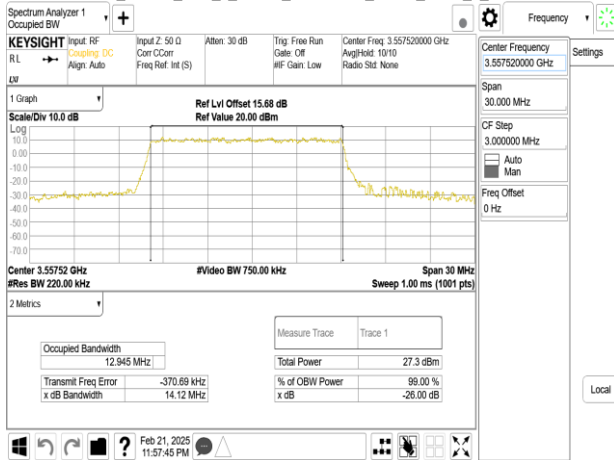 Spectrum Analyzer 1
Occupied BW
Frequency
KEYSIGHT
RL
LXI
Input: RF
Coupling: DC
Align: Auto
Input Z: 50 Ω
Corr CCorr
Freq Ref: Int (S)
Atten: 30 dB
Trig: Free Run
Gate: Off
#IF Gain: Low
Center Freq: 3.557520000 GHz
Avg|Hold: 10/10
Radio Std: None
Center Frequency
3.557520000 GHz
Settings
Span
30.000 MHz
CF Step
3.000000 MHz
Auto
Man
Freq Offset
0 Hz
Local
1 Graph
Scale/Div 10.0 dB
Ref Lvl Offset 15.68 dB
Ref Value 20.00 dBm
Log
10.0
0.00
-10.0
-20.0
-30.0
-40.0
-50.0
-60.0
-70.0
Center 3.55752 GHz
#Res BW 220.00 kHz
#Video BW 750.00 kHz
Span 30 MHz
Sweep 1.00 ms (1001 pts)
2 Metrics
Measure Trace Trace 1
Occupied Bandwidth
12.945 MHz
Total Power 27.3 dBm
Transmit Freq Error -370.69 kHz
% of OBW Power 99.00 %
x dB Bandwidth 14.12 MHz
x dB -26.00 dB
?
Feb 21, 2025
11:57:45 PM